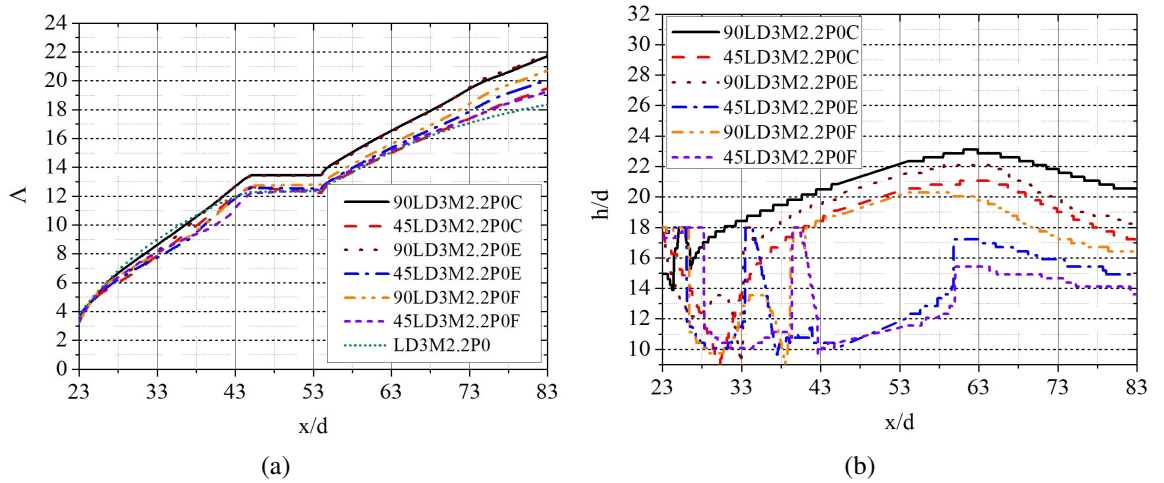 24
22
20
18
16
14
12
10
8
6
4
2
0
Λ
23 33 43 53 63 73 83
x/d
90LD3M2.2P0C
45LD3M2.2P0C
90LD3M2.2P0E
45LD3M2.2P0E
90LD3M2.2P0F
45LD3M2.2P0F
LD3M2.2P0
(a)
32
30
28
26
24
22
20
18
16
14
12
10
h/d
23 33 43 53 63 73 83
x/d
90LD3M2.2P0C
45LD3M2.2P0C
90LD3M2.2P0E
45LD3M2.2P0E
90LD3M2.2P0F
45LD3M2.2P0F
(b)